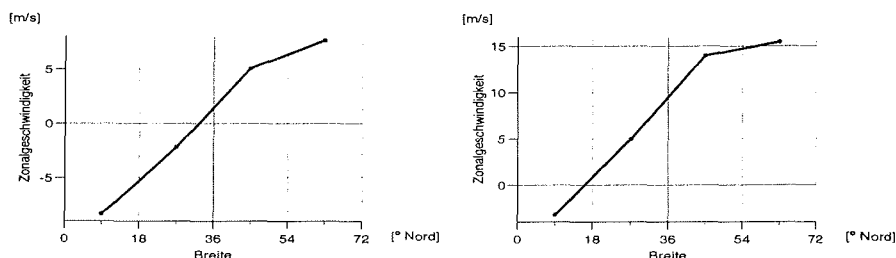 [m/s]
Zonalgeschwindigkeit
5
0
-5
0 18 36 54 72 [° Nord]
Breite
[m/s]
Zonalgeschwindigkeit
15
10
5
0
0 18 36 54 72 [° Nord]
Breite